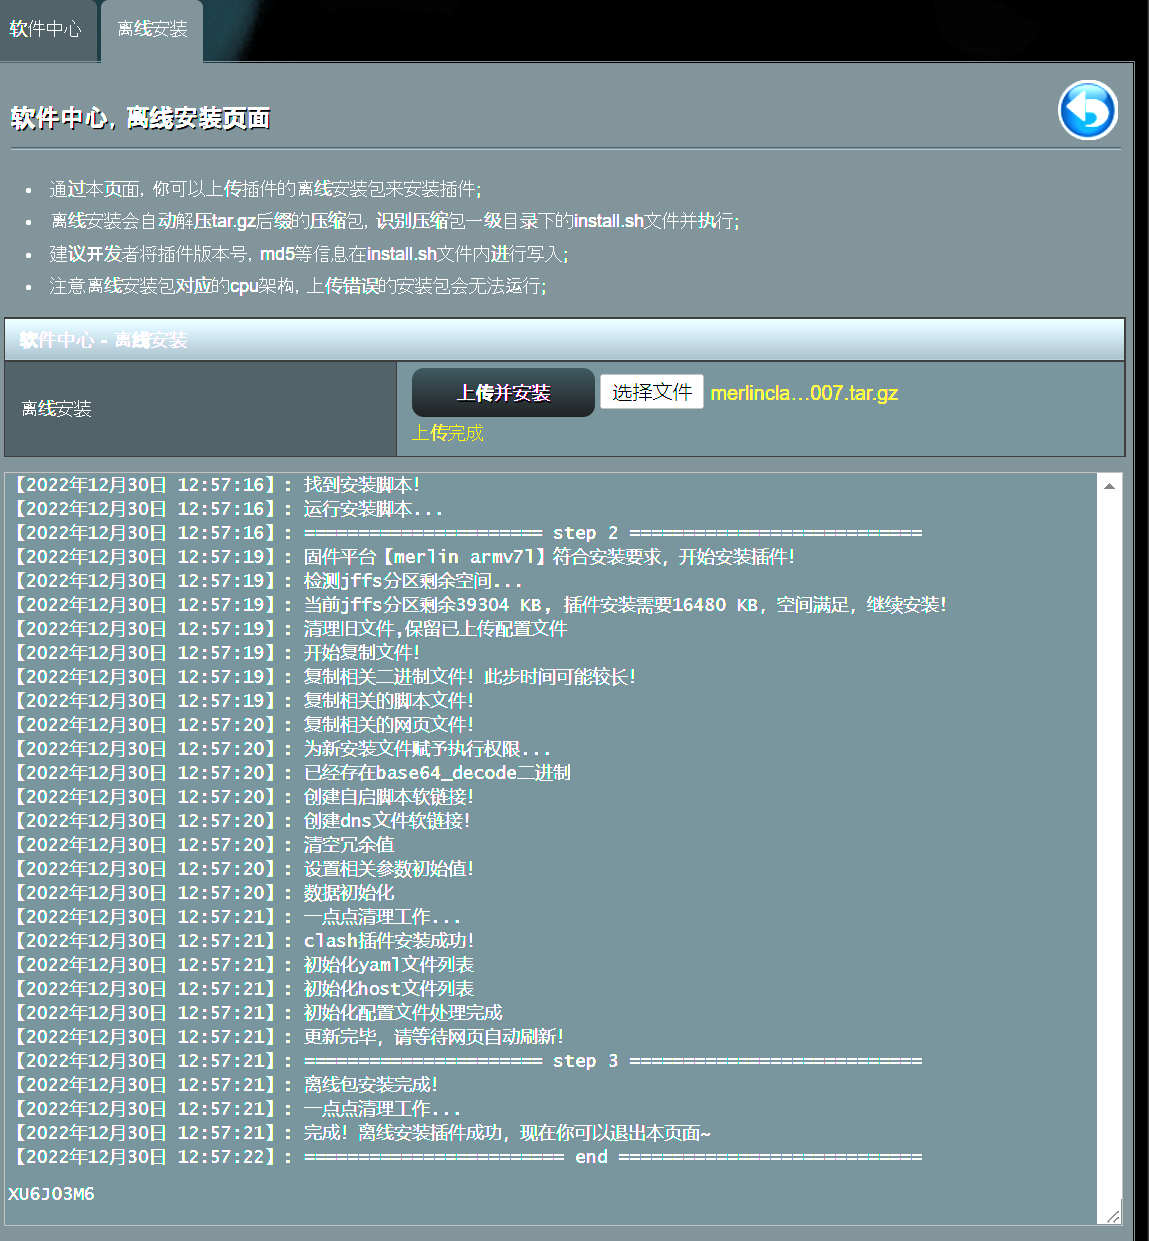 软件中心
离线安装
软件中心, 离线安装页面
通过本页面, 你可以上传插件的离线安装包来安装插件;
离线安装会自动解压tar.gz后缀的压缩包, 识别压缩包一级目录下的install.sh文件并执行;
建议开发者将插件版本号, md5等信息在install.sh文件内进行写入;
注意离线安装包对应的cpu架构, 上传错误的安装包会无法运行;
软件中心 - 离线安装
离线安装
上传并安装 选择文件 merlincla...007.tar.gz
上传完成
【2022年12月30日 12:57:16】: 找到安装脚本!
【2022年12月30日 12:57:16】: 运行安装脚本...
【2022年12月30日 12:57:16】: ====================== step 2 ===========================
【2022年12月30日 12:57:19】: 固件平台【merlin armv7l】符合安装要求, 开始安装插件!
【2022年12月30日 12:57:19】: 检测jffs分区剩余空间...
【2022年12月30日 12:57:19】: 当前jffs分区剩余39304 KB, 插件安装需要16480 KB, 空间满足, 继续安装!
【2022年12月30日 12:57:19】: 清理旧文件,保留已上传配置文件
【2022年12月30日 12:57:19】: 开始复制文件!
【2022年12月30日 12:57:19】: 复制相关二进制文件! 此步时间可能较长!
【2022年12月30日 12:57:19】: 复制相关的脚本文件!
【2022年12月30日 12:57:20】: 复制相关的网页文件!
【2022年12月30日 12:57:20】: 为新安装文件赋予执行权限...
【2022年12月30日 12:57:20】: 已经存在base64_decode二进制
【2022年12月30日 12:57:20】: 创建自启脚本软链接!
【2022年12月30日 12:57:20】: 创建dns文件软链接!
【2022年12月30日 12:57:20】: 清空冗余值
【2022年12月30日 12:57:20】: 设置相关参数初始值!
【2022年12月30日 12:57:20】: 数据初始化
【2022年12月30日 12:57:21】: 一点点清理工作...
【2022年12月30日 12:57:21】: clash插件安装成功!
【2022年12月30日 12:57:21】: 初始化yaml文件列表
【2022年12月30日 12:57:21】: 初始化host文件列表
【2022年12月30日 12:57:21】: 初始化配置文件处理完成
【2022年12月30日 12:57:21】: 更新完毕, 请等待网页自动刷新!
【2022年12月30日 12:57:21】: ====================== step 3 ===========================
【2022年12月30日 12:57:21】: 离线包安装完成!
【2022年12月30日 12:57:21】: 一点点清理工作...
【2022年12月30日 12:57:21】: 完成! 离线安装插件成功, 现在你可以退出本页面~
【2022年12月30日 12:57:22】: ======================== end ============================
XU6JO3M6